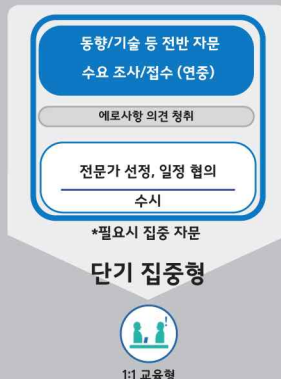 동향/기술 등 전반 자문
수요 조사/접수 (연중)
에로사항 의견 청취
전문가 선정, 일정 협의
수시
*필요시 집중 자문
단기 집중형
1:1 교육형